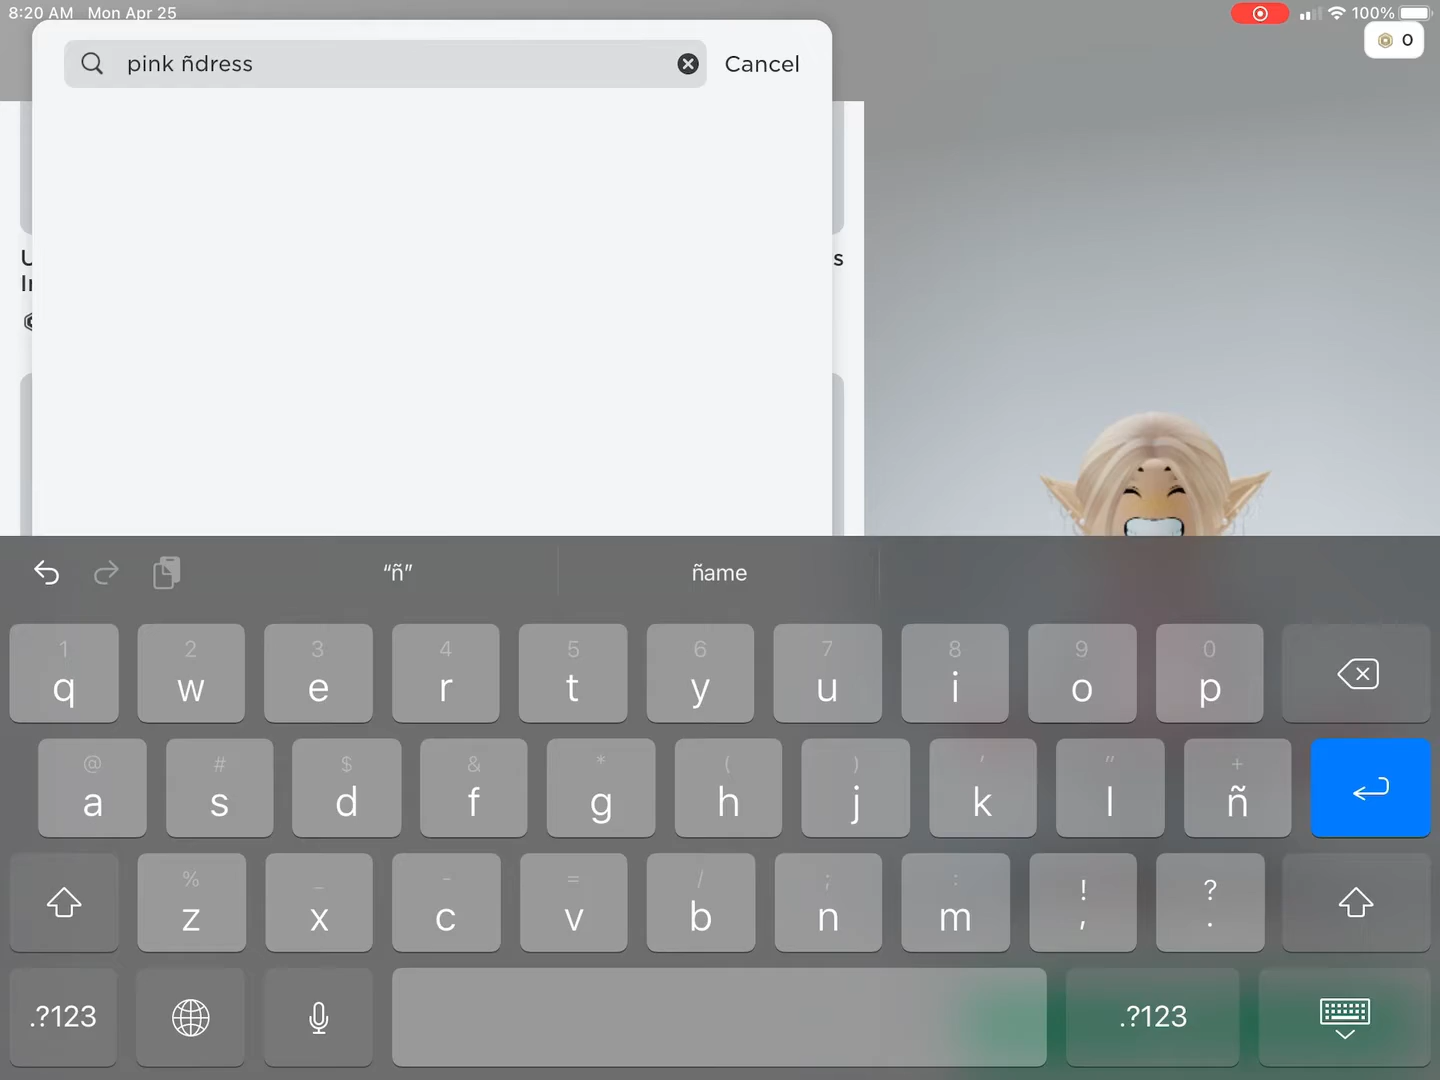 8:20 AM Mon Apr 25
100%
0
pink ñdress
Cancel
U
s
In
“ñ”
ñame
1 2 3 4 5 6 7 8 9 0
q w e r t y u i o p
@ # $ & * ( ) ' " +
a s d f g h j k l ñ
% _ - = / ; : ! ?
z x c v b n m , .
.?123
.?123